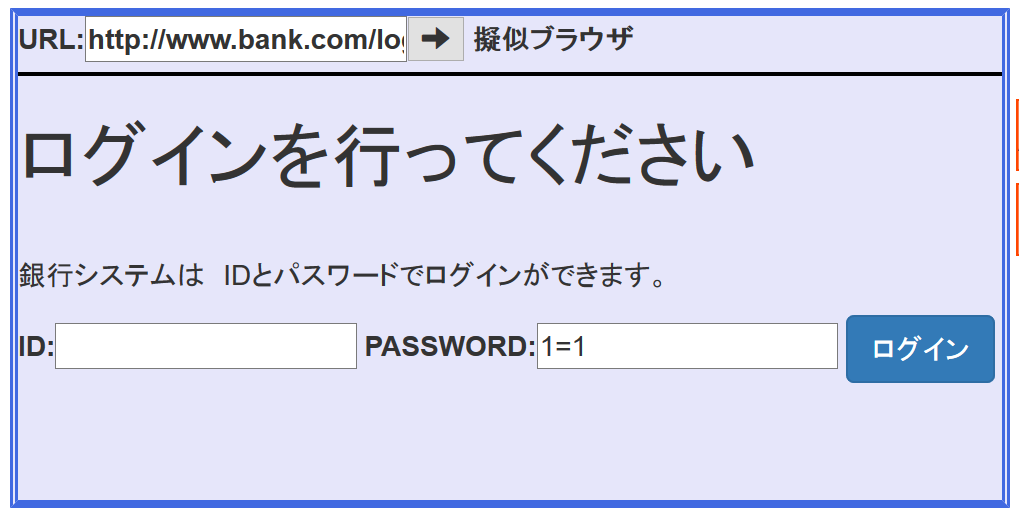 URL: http://www.bank.com/log ➔ 擬似ブラウザ
ログインを行ってください
銀行システムは　IDとパスワードでログインができます。
ID: PASSWORD: 1=1 ログイン